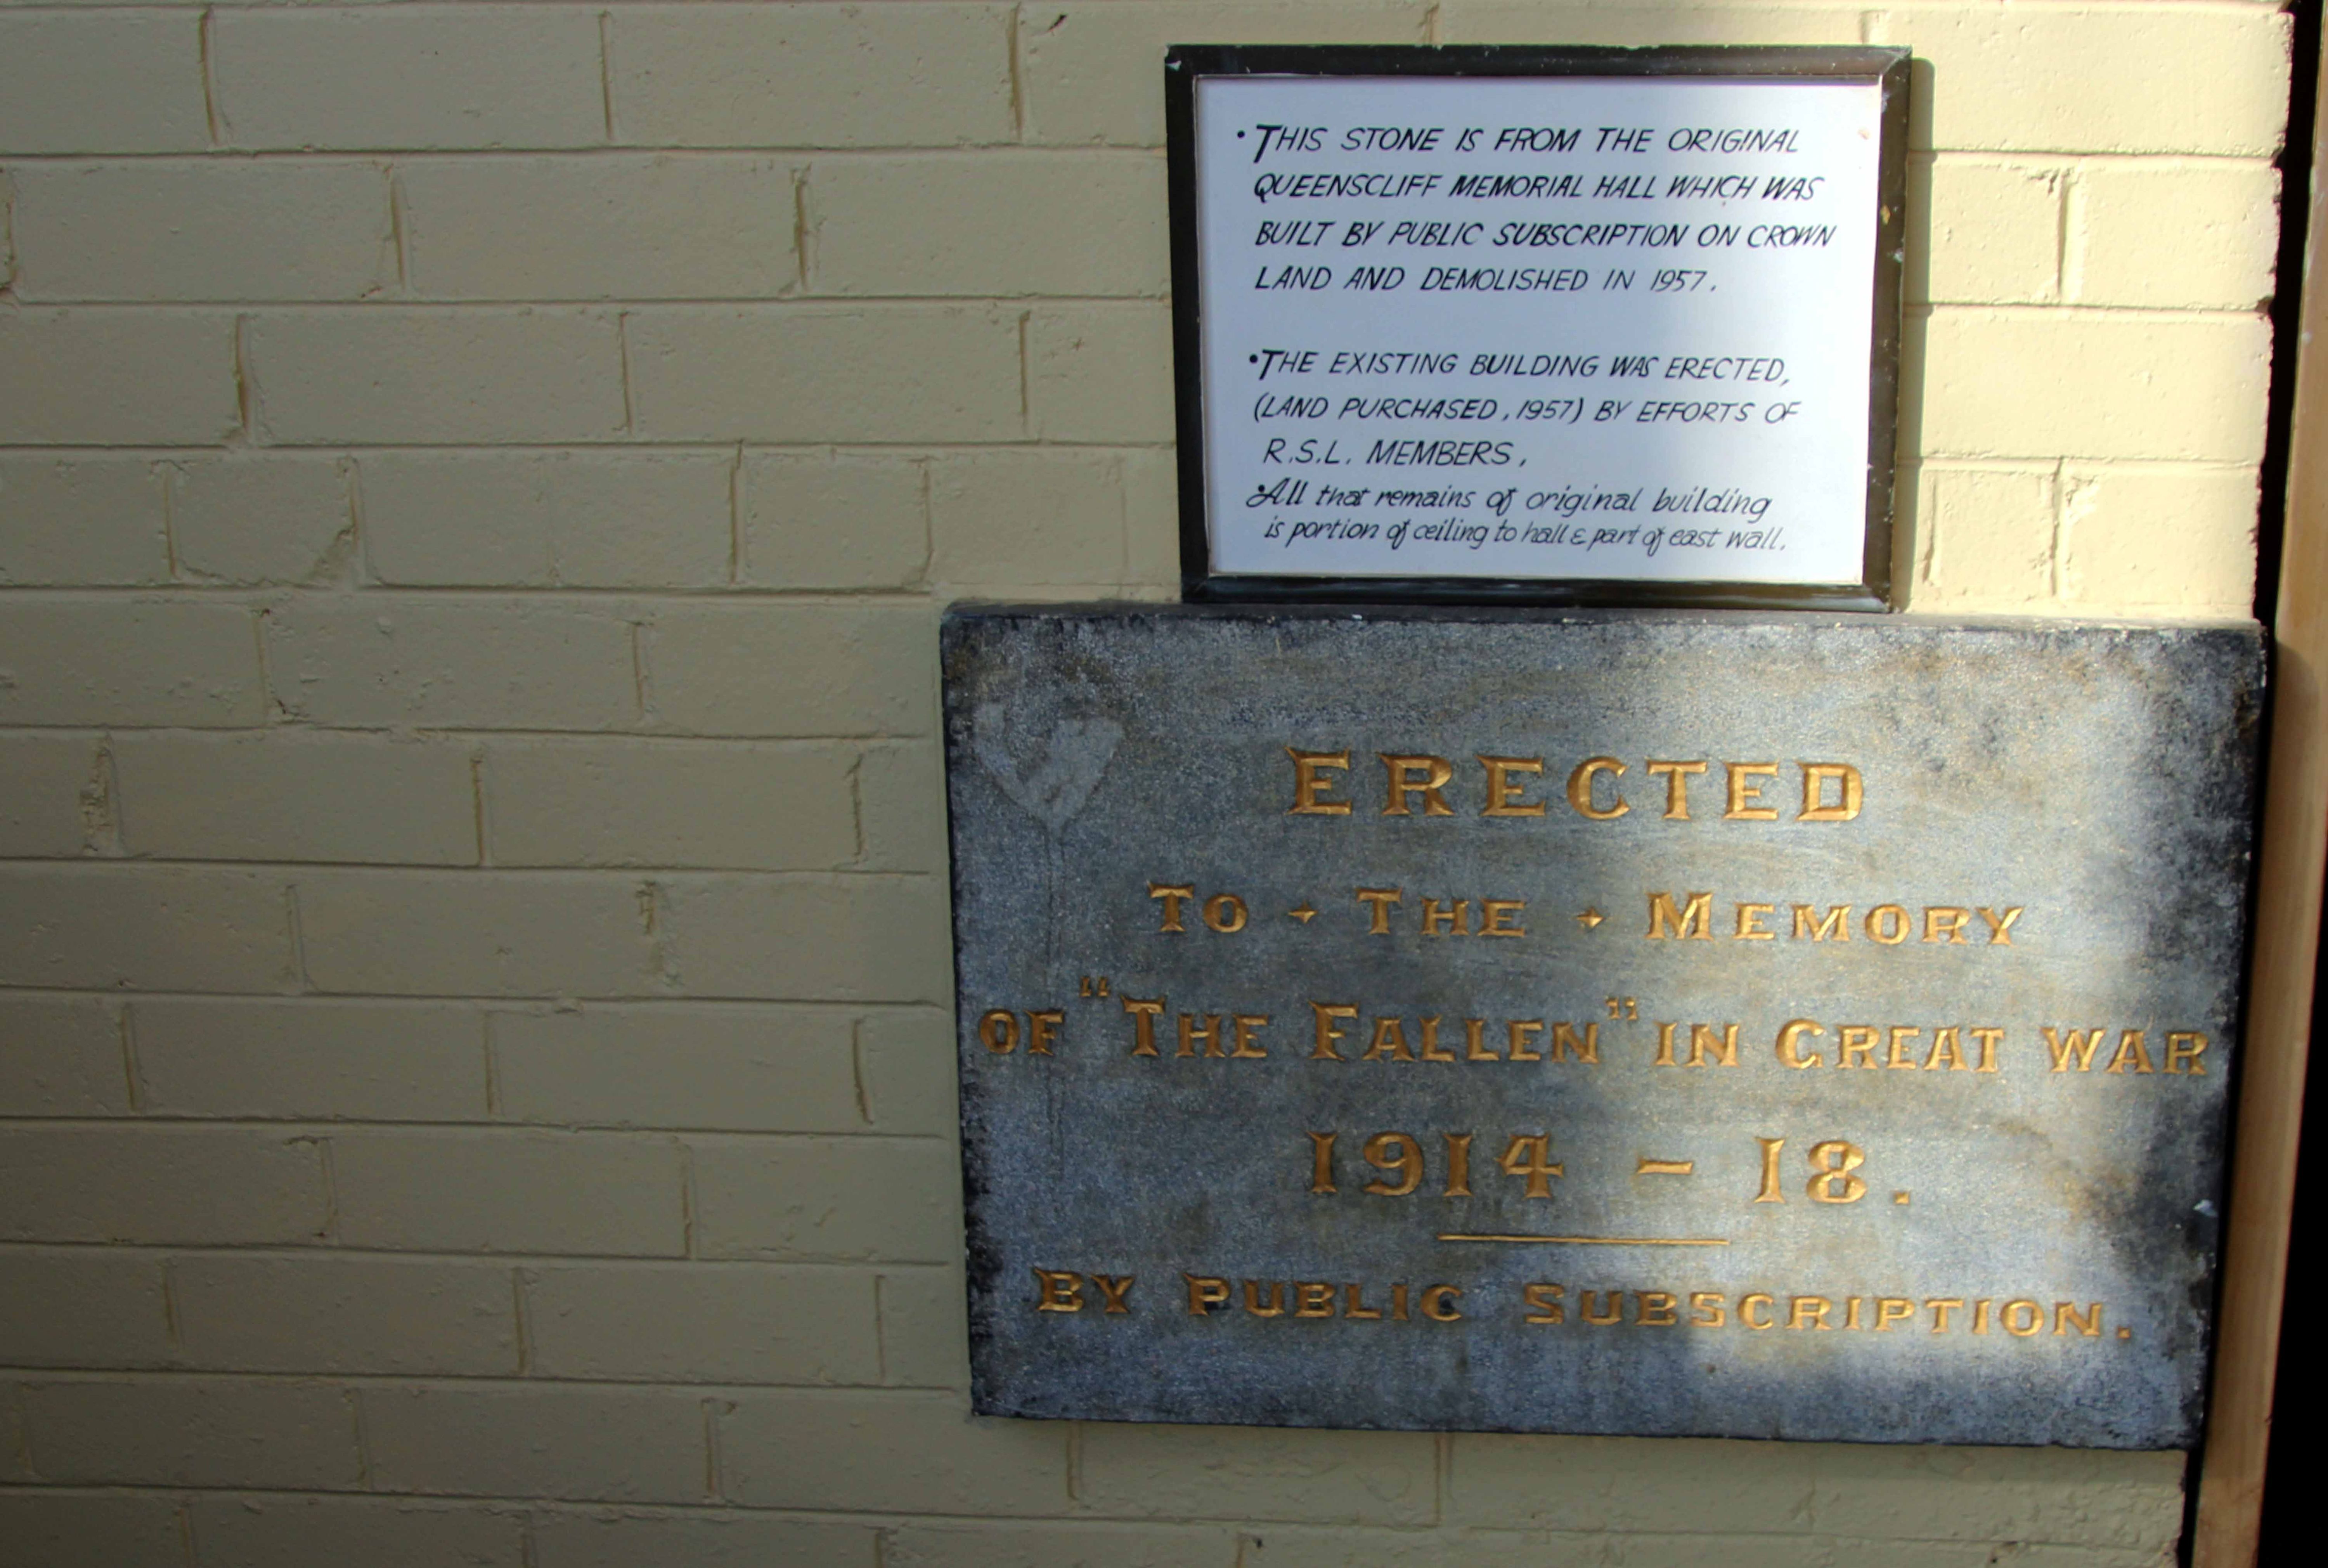 • THIS STONE IS FROM THE ORIGINAL
QUEENSCLIFF MEMORIAL HALL WHICH WAS
BUILT BY PUBLIC SUBSCRIPTION ON CROWN
LAND AND DEMOLISHED IN 1957.
• THE EXISTING BUILDING WAS ERECTED,
(LAND PURCHASED, 1957) BY EFFORTS OF
R.S.L. MEMBERS,
• All that remains of original building
is portion of ceiling to hall & part of east wall.
ERECTED
TO + THE + MEMORY
OF "THE FALLEN" IN GREAT WAR
1914 - 18.
BY PUBLIC SUBSCRIPTION.